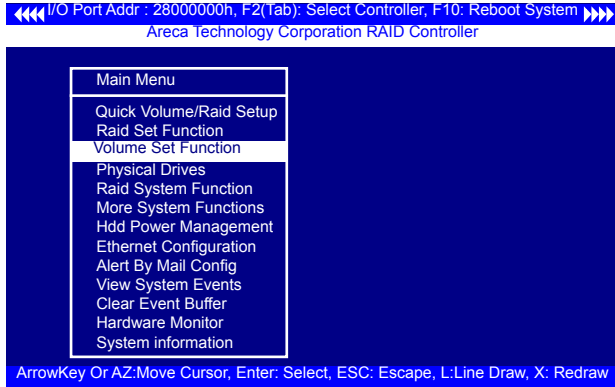 I/O Port Addr : 28000000h, F2(Tab): Select Controller, F10: Reboot System
Areca Technology Corporation RAID Controller
Main Menu
Quick Volume/Raid Setup
Raid Set Function
Volume Set Function
Physical Drives
Raid System Function
More System Functions
Hdd Power Management
Ethernet Configuration
Alert By Mail Config
View System Events
Clear Event Buffer
Hardware Monitor
System information
ArrowKey Or AZ:Move Cursor, Enter: Select, ESC: Escape, L:Line Draw, X: Redraw